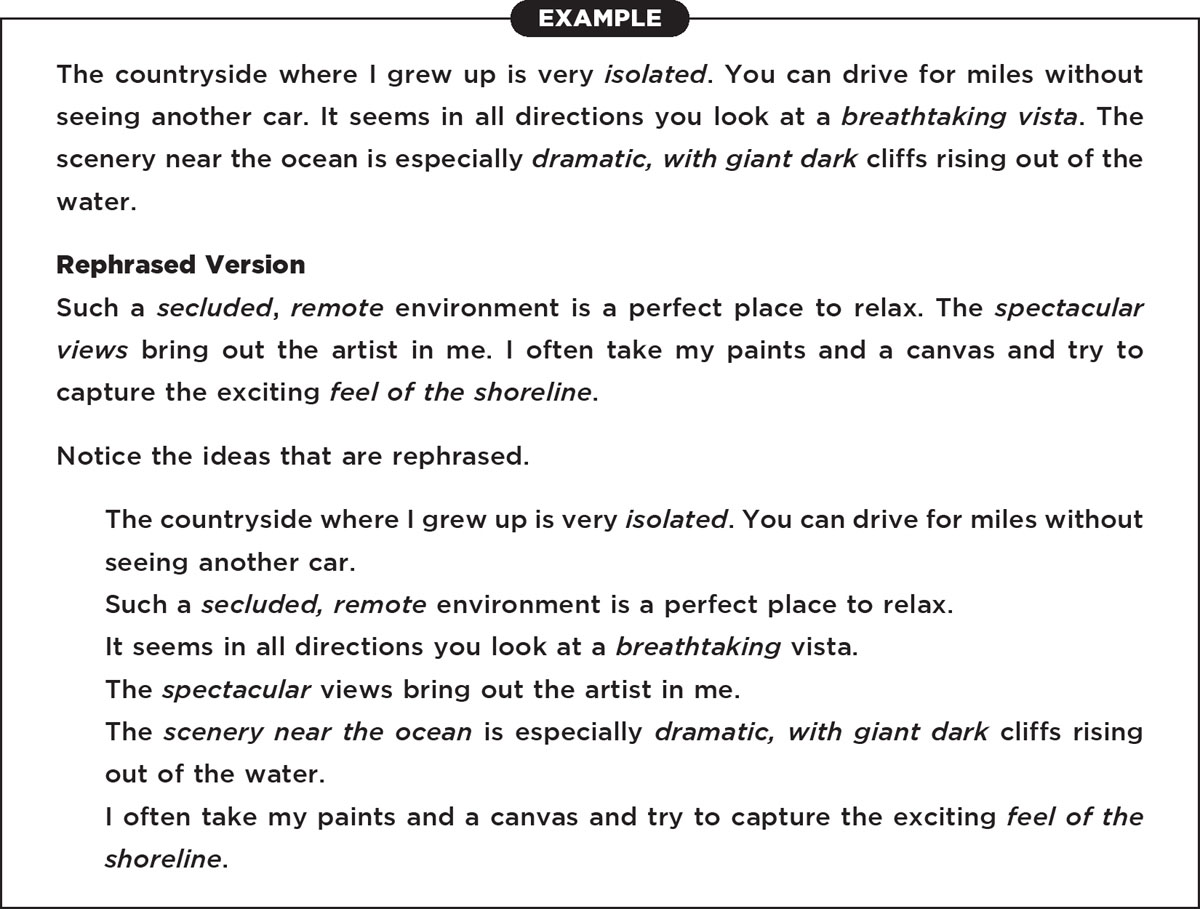 EXAMPLE
The countryside where I grew up is very isolated. You can drive for miles without
seeing another car. It seems in all directions you look at a breathtaking vista. The
scenery near the ocean is especially dramatic, with giant dark cliffs rising out of the
water.
Rephrased Version
Such a secluded, remote environment is a perfect place to relax. The spectacular
views bring out the artist in me. I often take my paints and a canvas and try to
capture the exciting feel of the shoreline.
Notice the ideas that are rephrased.
The countryside where I grew up is very isolated. You can drive for miles without
seeing another car.
Such a secluded, remote environment is a perfect place to relax.
It seems in all directions you look at a breathtaking vista.
The spectacular views bring out the artist in me.
The scenery near the ocean is especially dramatic, with giant dark cliffs rising
out of the water.
I often take my paints and a canvas and try to capture the exciting feel of the
shoreline.